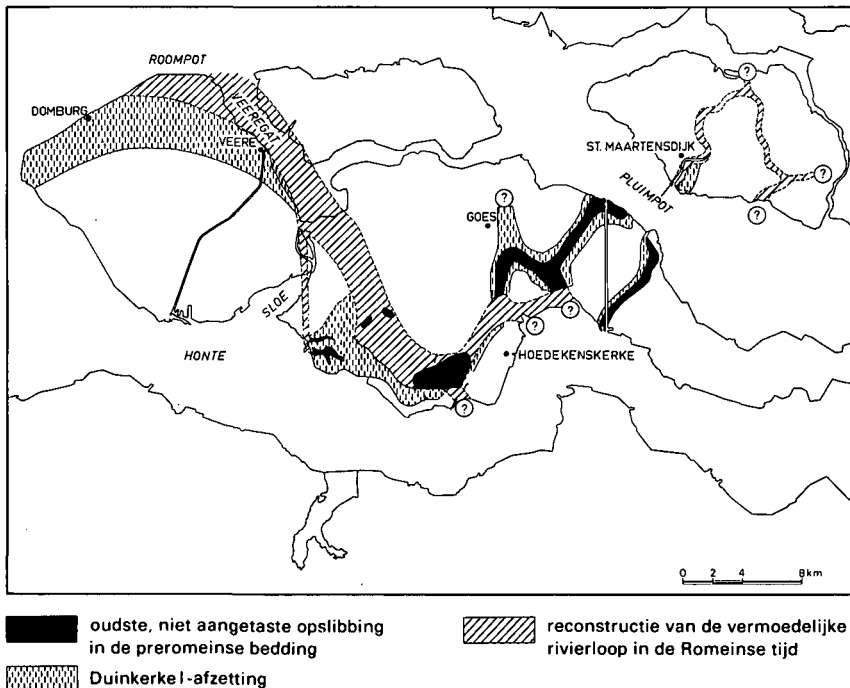 ROOMPOT
DOMBURG
VEEREGAT
VEERE
ST. MAARTENSDIJK
PLUIMPOT
GOES
SLOE
HONTE
HOEDEKENSKERKE
?
?
?
?
?
?
?
0 2 4 8 km
oudste, niet aangetaste opslibbing
in de preromeinse bedding
reconstructie van de vermoedelijke
rivierloop in de Romeinse tijd
Duinkerke I-afzetting